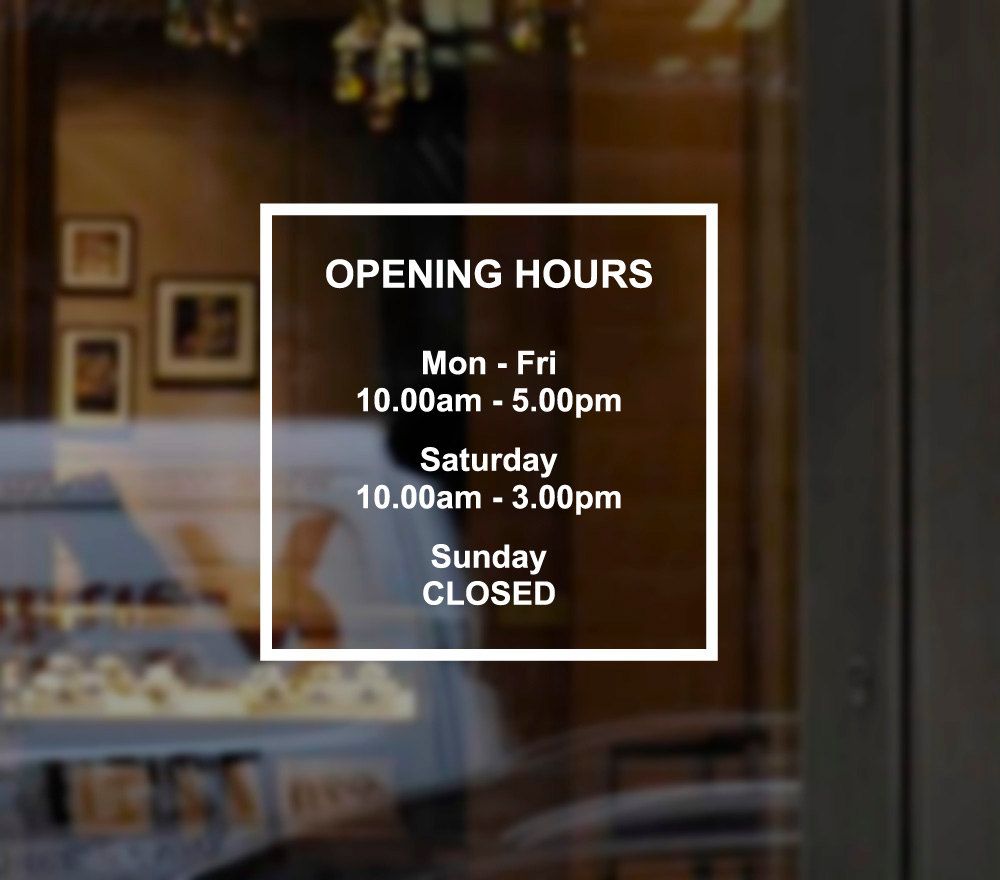 OPENING HOURS
Mon - Fri
10.00am - 5.00pm
Saturday
10.00am - 3.00pm
Sunday
CLOSED